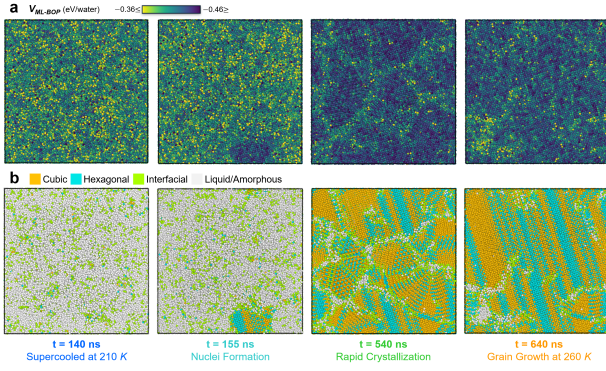 a V_ML-BOP (eV/water) −0.36≤ −0.46≥
b Cubic Hexagonal Interfacial Liquid/Amorphous
t = 140 ns t = 155 ns t = 540 ns t = 640 ns
Supercooled at 210 K Nuclei Formation Rapid Crystallization Grain Growth at 260 K